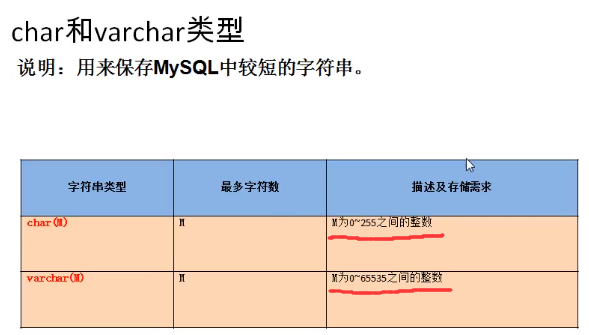 char和varchar类型
说明：用来保存MySQL中较短的字符串。
字符串类型 最多字符数 描述及存储需求
char(M) M M为0~255之间的整数
varchar(M) M M为0~65535之间的整数